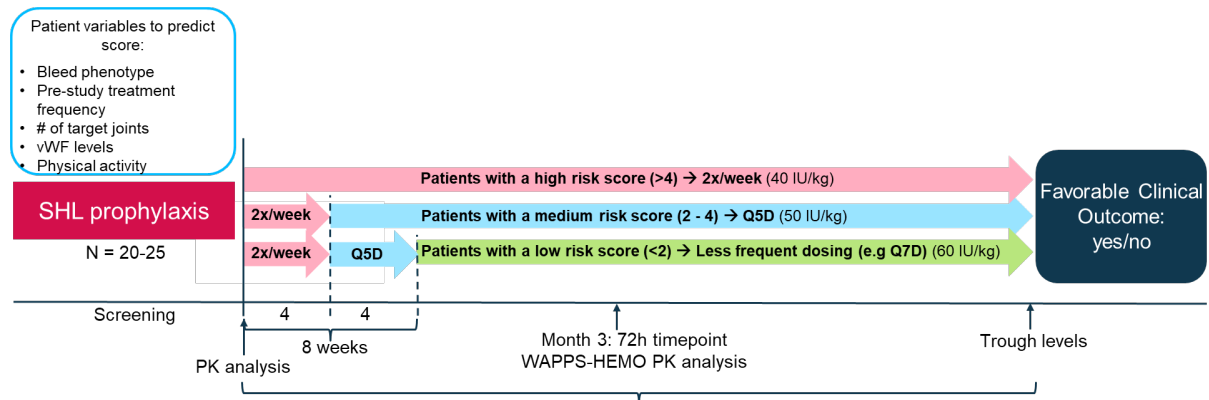 Patient variables to predict
score:
• Bleed phenotype
• Pre-study treatment
frequency
• # of target joints
• vWF levels
• Physical activity
SHL prophylaxis
N = 20-25
Patients with a high risk score (>4) → 2x/week (40 IU/kg)
2x/week
Patients with a medium risk score (2 - 4) → Q5D (50 IU/kg)
2x/week
Q5D
Patients with a low risk score (<2) → Less frequent dosing (e.g Q7D) (60 IU/kg)
Favorable Clinical
Outcome:
yes/no
Screening
4
4
8 weeks
PK analysis
Month 3: 72h timepoint
WAPPS-HEMO PK analysis
Trough levels